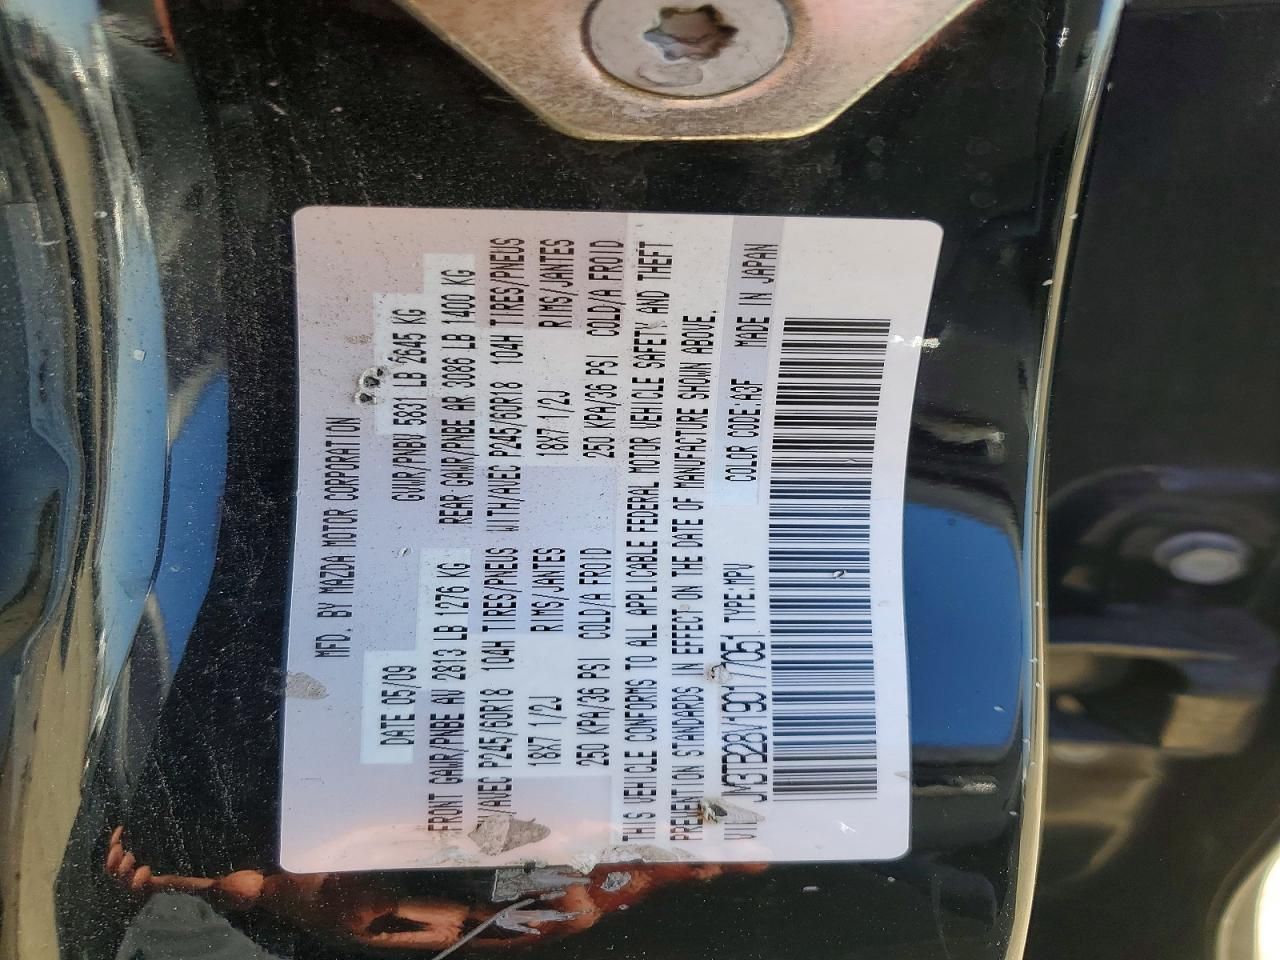 MFD. BY MAZDA MOTOR CORPORATION
DATE 05/09 GVWR/PNBV 5831 LB 2645 KG
FRONT GAWR/PNBE AV 2813 LB 1276 KG REAR GAWR/PNBE AR 3086 LB 1400 KG
/AVEC P245/60R18 104H TIRES/PNEUS WITH/AVEC P245/60R18 104H TIRES/PNEUS
18X7 1/2J RIMS/JANTES 18X7 1/2J RIMS/JANTES
250 KPA/36 PSI COLD/A FROID 250 KPA/36 PSI COLD/A FROID
THIS VEHICLE CONFORMS TO ALL APPLICABLE FEDERAL MOTOR VEHICLE SAFETY AND THEFT
PREVENTION STANDARDS IN EFFECT ON THE DATE OF MANUFACTURE SHOWN ABOVE.
JM3TB28V190177051 TYPE:MPV COLOR CODE:A3F MADE IN JAPAN